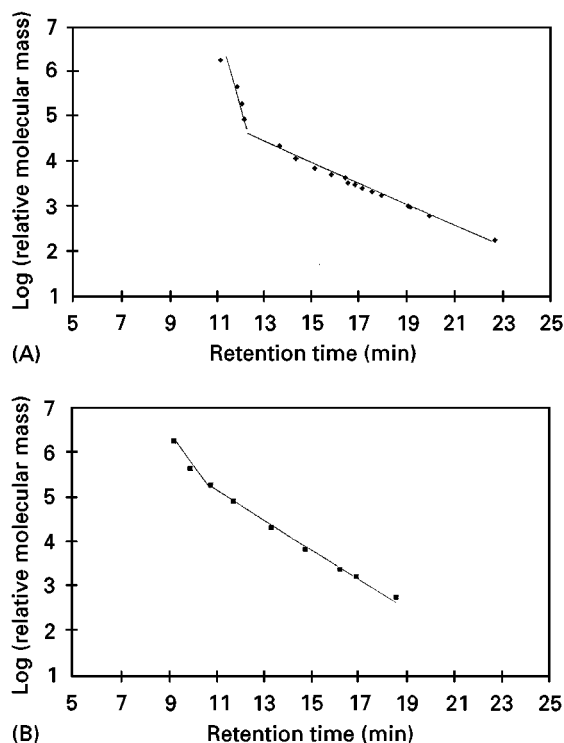 7
6
5
4
3
2
1
Log (relative molecular mass)
5 7 9 11 13 15 17 19 21 23 25
(A) Retention time (min)
7
6
5
4
3
2
1
Log (relative molecular mass)
5 7 9 11 13 15 17 19 21 23 25
(B) Retention time (min)